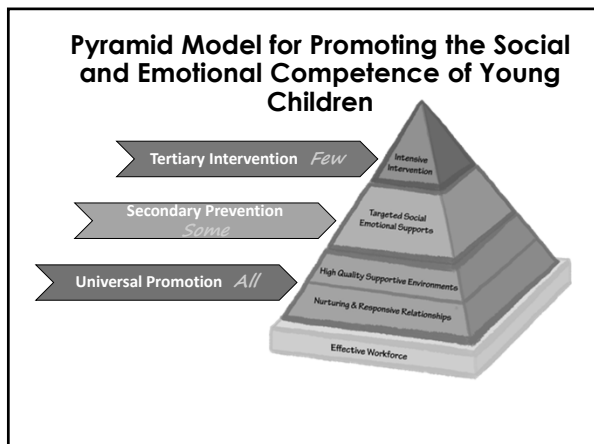 Pyramid Model for Promoting the Social
and Emotional Competence of Young
Children
Tertiary Intervention Few
Intensive
Intervention
Secondary Prevention
Some
Targeted Social
Emotional Supports
Universal Promotion All
High Quality Supportive Environments
Nurturing & Responsive Relationships
Effective Workforce